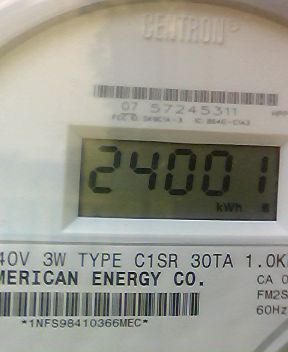 CENTRON®
07 57245311
24001
kWh
40V 3W TYPE C1SR 30TA 1.0K
MERICAN ENERGY CO.
CA 0
FM2S
60Hz
*1NFS98410366MEC*